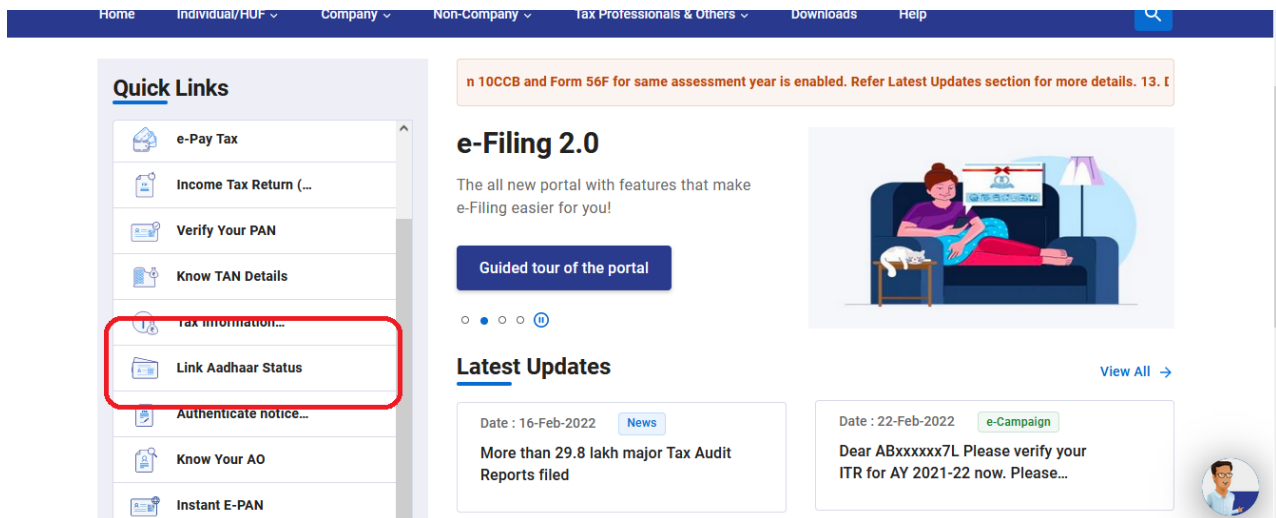 Home Individual/HUF Company Non-Company Tax Professionals & Others Downloads Help
Quick Links
e-Pay Tax
Income Tax Return (...
Verify Your PAN
Know TAN Details
Tax Information...
Link Aadhaar Status
Authenticate notice...
Know Your AO
Instant E-PAN
n 10CCB and Form 56F for same assessment year is enabled. Refer Latest Updates section for more details. 13. D
e-Filing 2.0
The all new portal with features that make
e-Filing easier for you!
Guided tour of the portal
Latest Updates
View All
Date : 16-Feb-2022 News
More than 29.8 lakh major Tax Audit
Reports filed
Date : 22-Feb-2022 e-Campaign
Dear ABxxxxxx7L Please verify your
ITR for AY 2021-22 now. Please...